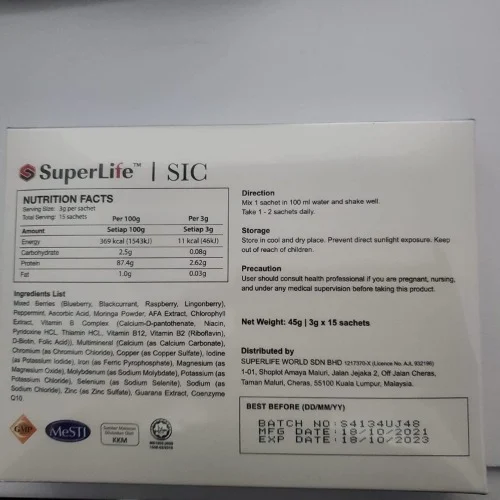 SuperLife™ | SIC
NUTRITION FACTS
Serving Size: 3g per sachet
Total Serving: 15 sachets
Per 100g Per 3g
Amount Setiap 100g Setiap 3g
Energy 369 kcal (1543kJ) 11 kcal (46kJ)
Carbohydrate 2.5g 0.08g
Protein 87.4g 2.62g
Fat 1.0g 0.03g
Ingredients List
Mixed Berries (Blueberry, Blackcurrant, Raspberry, Lingonberry),
Peppermint, Ascorbic Acid, Moringa Powder, AFA Extract, Chlorophyll
Extract, Vitamin B Complex (Calcium-D-pantothenate, Niacin,
Pyridoxine HCL, Thiamin HCL, Vitamin B12, Vitamin B2 (Riboflavin),
D-Biotin, Folic Acid)), Multimineral (Calcium (as Calcium Carbonate),
Chromium (as Chromium Chloride), Copper (as Copper Sulfate), Iodine
(as Potassium Iodide), Iron (as Ferric Pyrophosphate), Magnesium (as
Magnesium Oxide), Molybdenum (as Sodium Molybdate), Potassium (as
Potassium Chloride), Selenium (as Sodium Selenite), Sodium (as
Sodium Chloride), Zinc (as Zinc Sulfate), Guarana Extract, Coenzyme
Q10.
GMP
MeSTI
KKM
Direction
Mix 1 sachet in 100 ml water and shake well.
Take 1 - 2 sachets daily.
Storage
Store in cool and dry place. Prevent direct sunlight exposure. Keep
out of reach of children.
Precaution
User should consult health professional if you are pregnant, nursing,
and under any medical supervision before taking this product.
Net Weight: 45g | 3g x 15 sachets
Distributed by
SUPERLIFE WORLD SDN BHD 1217370-X (Licence No. AJL 932196)
1-01, Shoplot Amaya Maluri, Jalan Jejaka 2, Off Jalan Cheras,
Taman Maluri, Cheras, 55100 Kuala Lumpur, Malaysia.
BEST BEFORE (DD/MM/YY)
BATCH NO:S4134UJ48
MFG DATE:18/10/2021
EXP DATE:18/10/2023